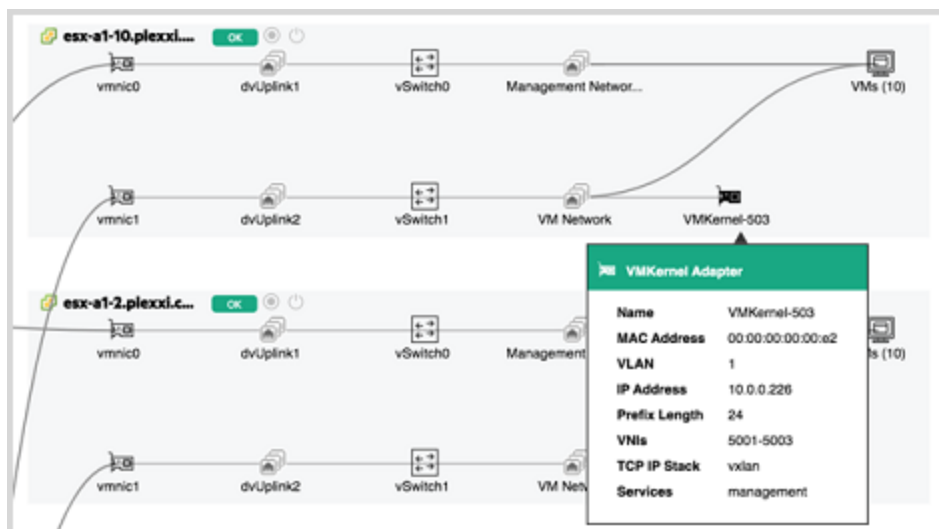 esx-a1-10.plexxi.... OK
vmnic0 dvUplink1 vSwitch0 Management Networ... VMs (10)
vmnic1 dvUplink2 vSwitch1 VM Network VMKernel-503
VMKernel Adapter
Name VMKernel-503
MAC Address 00:00:00:00:00:e2
VLAN 1
IP Address 10.0.0.226
Prefix Length 24
VNIs 5001-5003
TCP IP Stack vxlan
Services management
esx-a1-2.plexxi.c... OK
vmnic0 dvUplink1 vSwitch0 Management (10)
vmnic1 dvUplink2 vSwitch1 VM